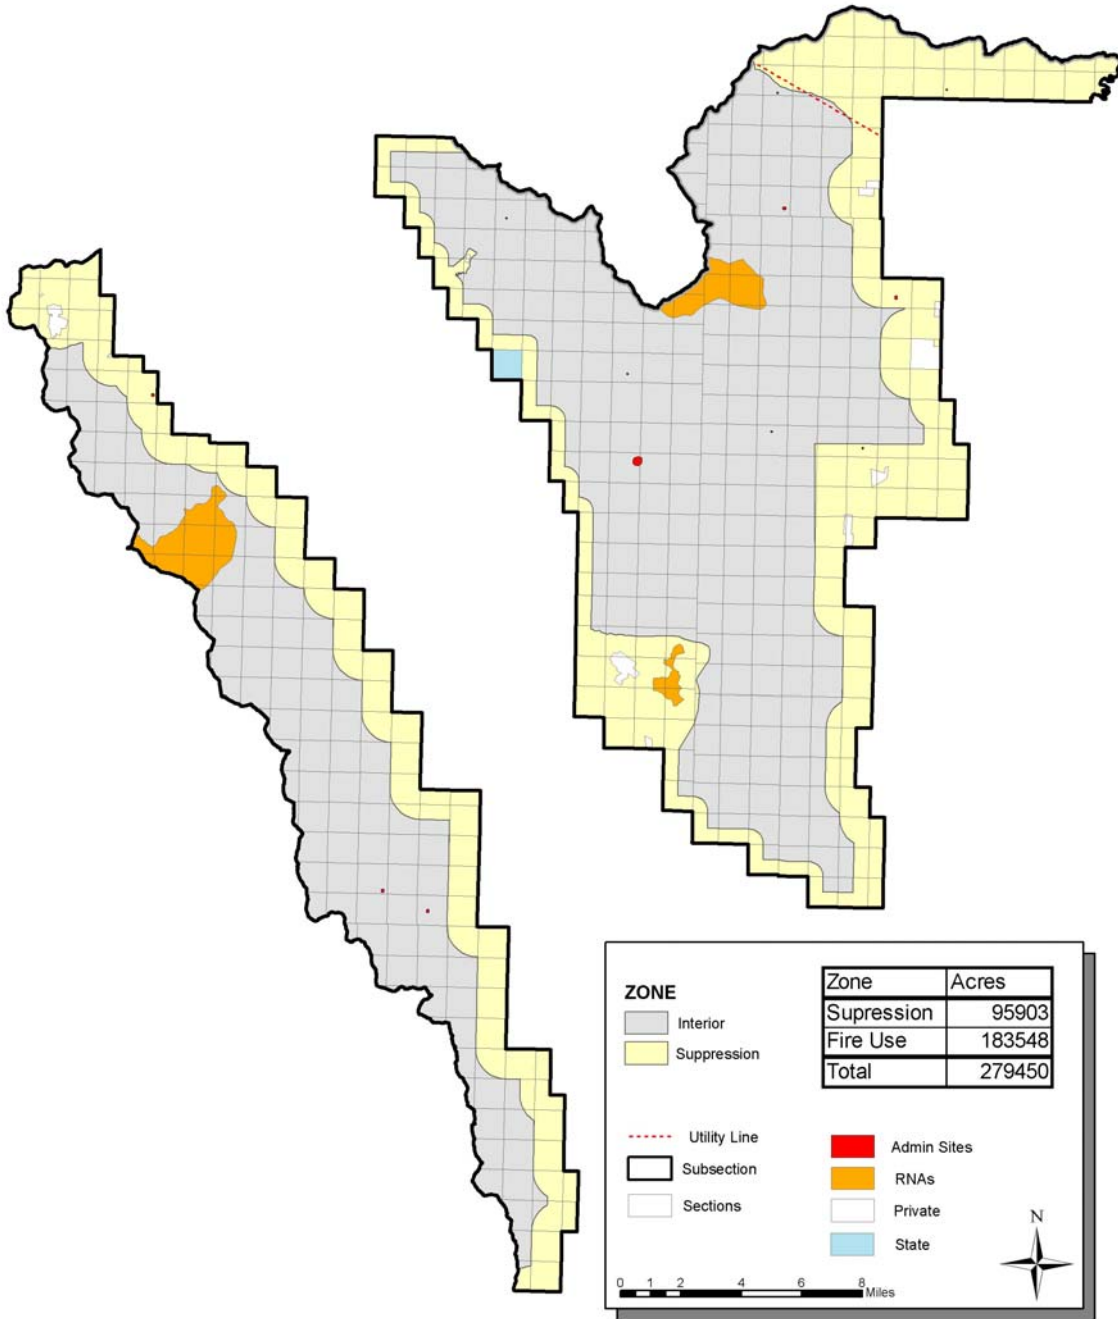 ZONE
Interior
Suppression
Zone Acres
Supression 95903
Fire Use 183548
Total 279450
Utility Line
Subsection
Sections
Admin Sites
RNAs
Private
State
N
0 1 2 4 6 8
Miles